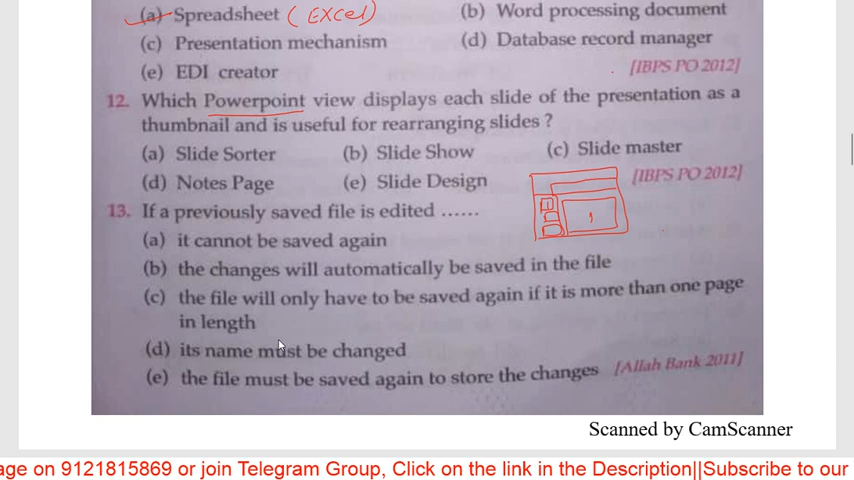 (a) Spreadsheet ( Excel)
(b) Word processing document
(c) Presentation mechanism
(d) Database record manager
(e) EDI creator
[IBPS PO 2012]
12. Which Powerpoint view displays each slide of the presentation as a
thumbnail and is useful for rearranging slides ?
(a) Slide Sorter (b) Slide Show (c) Slide master
(d) Notes Page (e) Slide Design [IBPS PO 2012]
13. If a previously saved file is edited ......
(a) it cannot be saved again
(b) the changes will automatically be saved in the file
(c) the file will only have to be saved again if it is more than one page
in length
(d) its name must be changed
(e) the file must be saved again to store the changes [Allah Bank 2011]
Scanned by CamScanner
age on 9121815869 or join Telegram Group, Click on the link in the Description||Subscribe to our